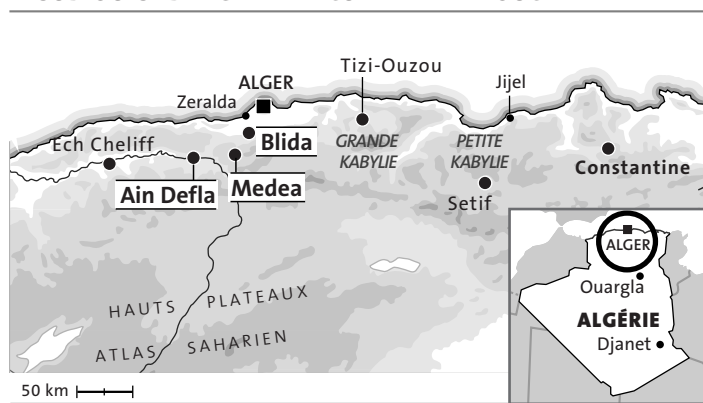 Tizi-Ouzou
ALGER
Jijel
Zeralda
Ech Cheliff
Blida
GRANDE
KABYLIE
PETITE
KABYLIE
Constantine
Ain Defla
Medea
Setif
HAUTS PLATEAUX
ATLAS SAHARIEN
50 km
ALGER
Ouargla
ALGÉRIE
Djanet